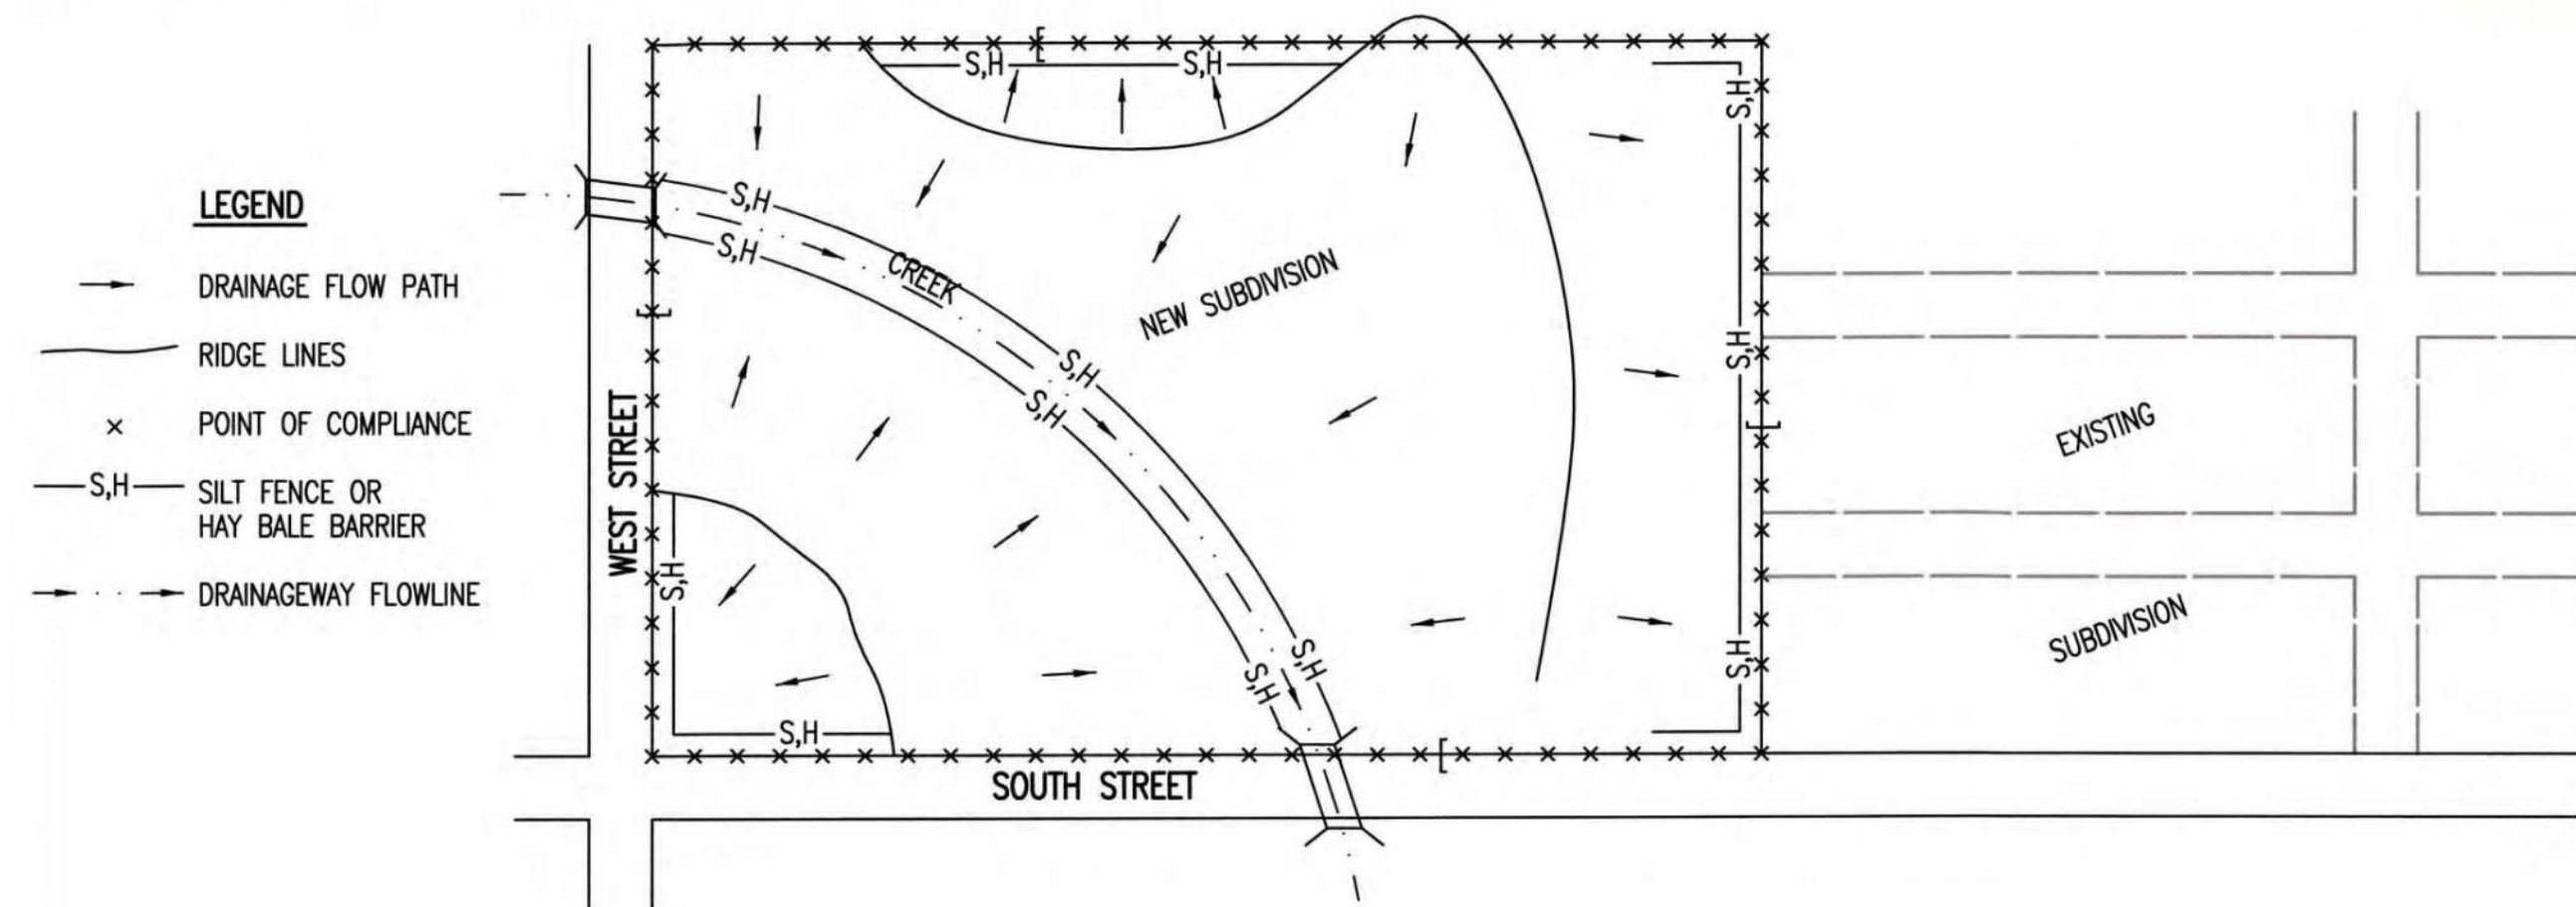 LEGEND
DRAINAGE FLOW PATH
RIDGE LINES
× POINT OF COMPLIANCE
S,H SILT FENCE OR
HAY BALE BARRIER
DRAINAGEWAY FLOWLINE
S,H
S,H
S,H
S,H
S,H
CREEK
NEW SUBDIVISION
S,H
S,H
S,H
WEST STREET
EXISTING
S,H
SUBDIVISION
S,H
S,H
S,H
S,H
SOUTH STREET